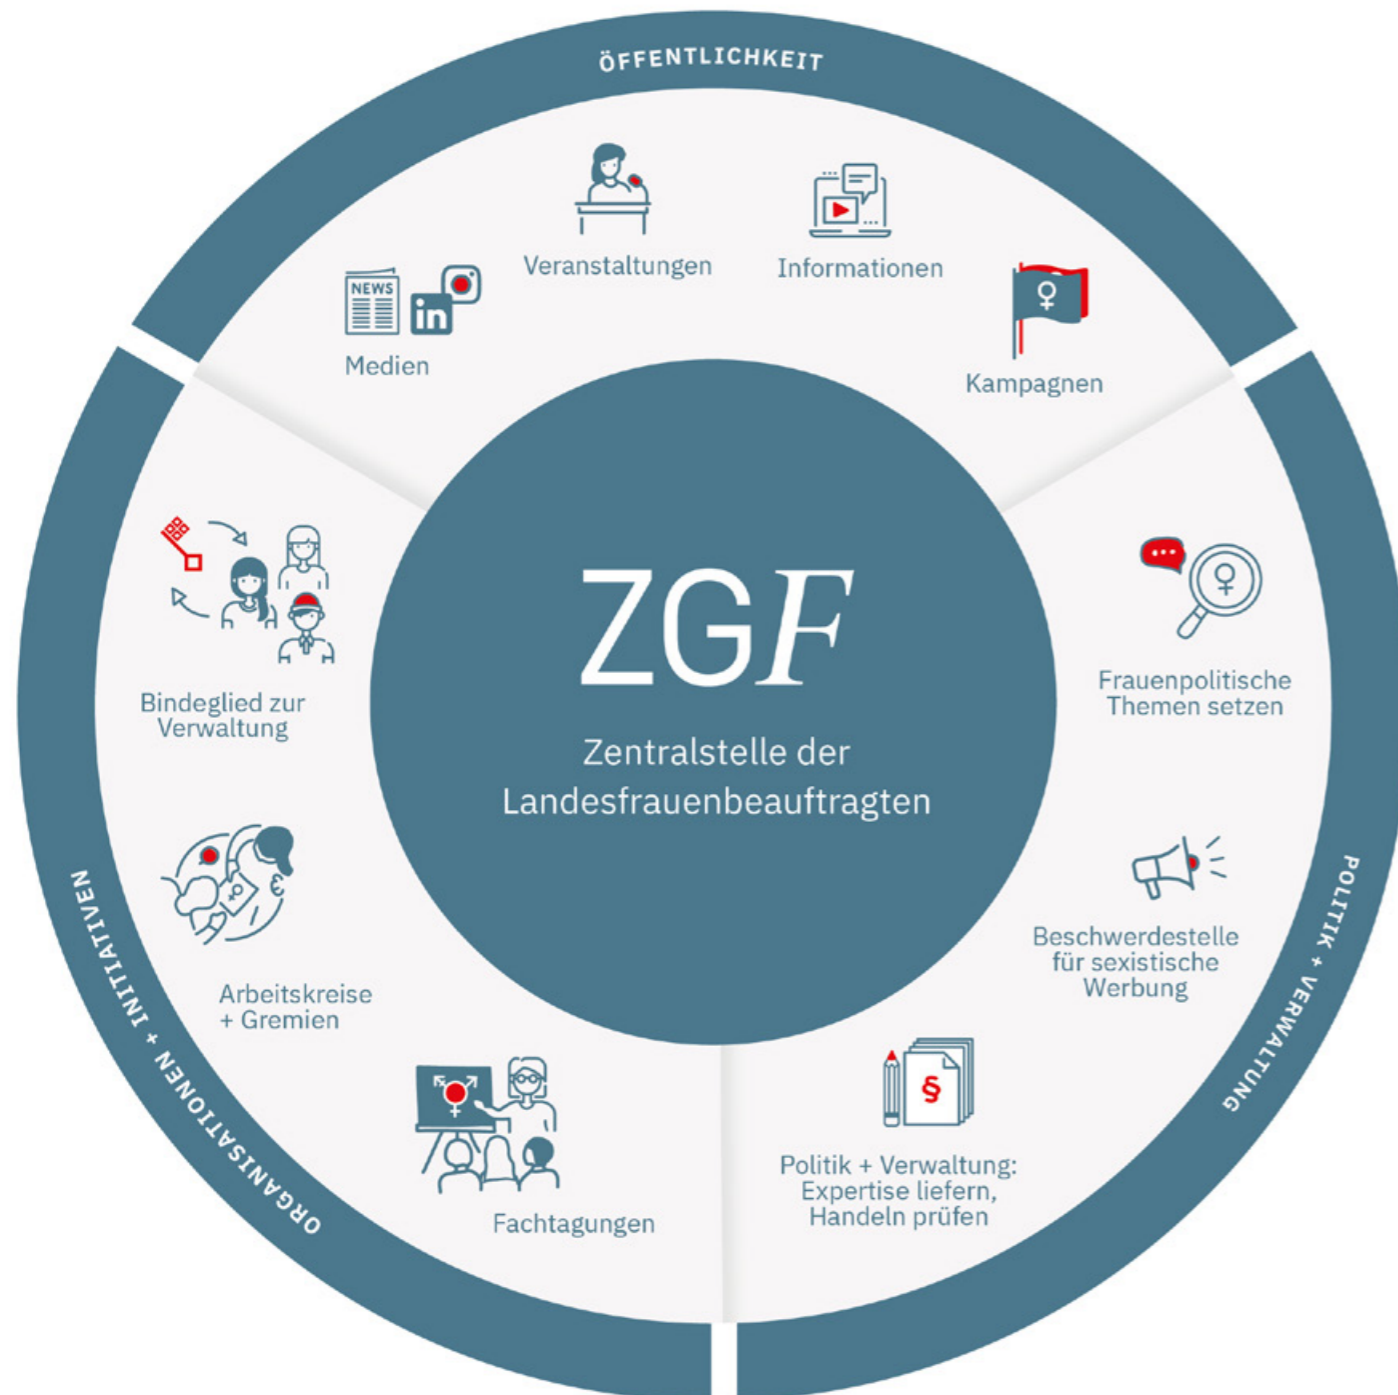 ÖFFENTLICHKEIT
Veranstaltungen
Informationen
NEWS
in
Medien
Kampagnen
Bindeglied zur
Verwaltung
ZGF
Zentralstelle der
Landesfrauenbeauftragten
Frauenpolitische
Themen setzen
Beschwerdestelle
für sexistische
Werbung
POLITIK + VERWALTUNG
Arbeitskreise
+ Gremien
ORGANISATIONEN + INITIATIVEN
Fachtagungen
§
Politik + Verwaltung:
Expertise liefern,
Handeln prüfen